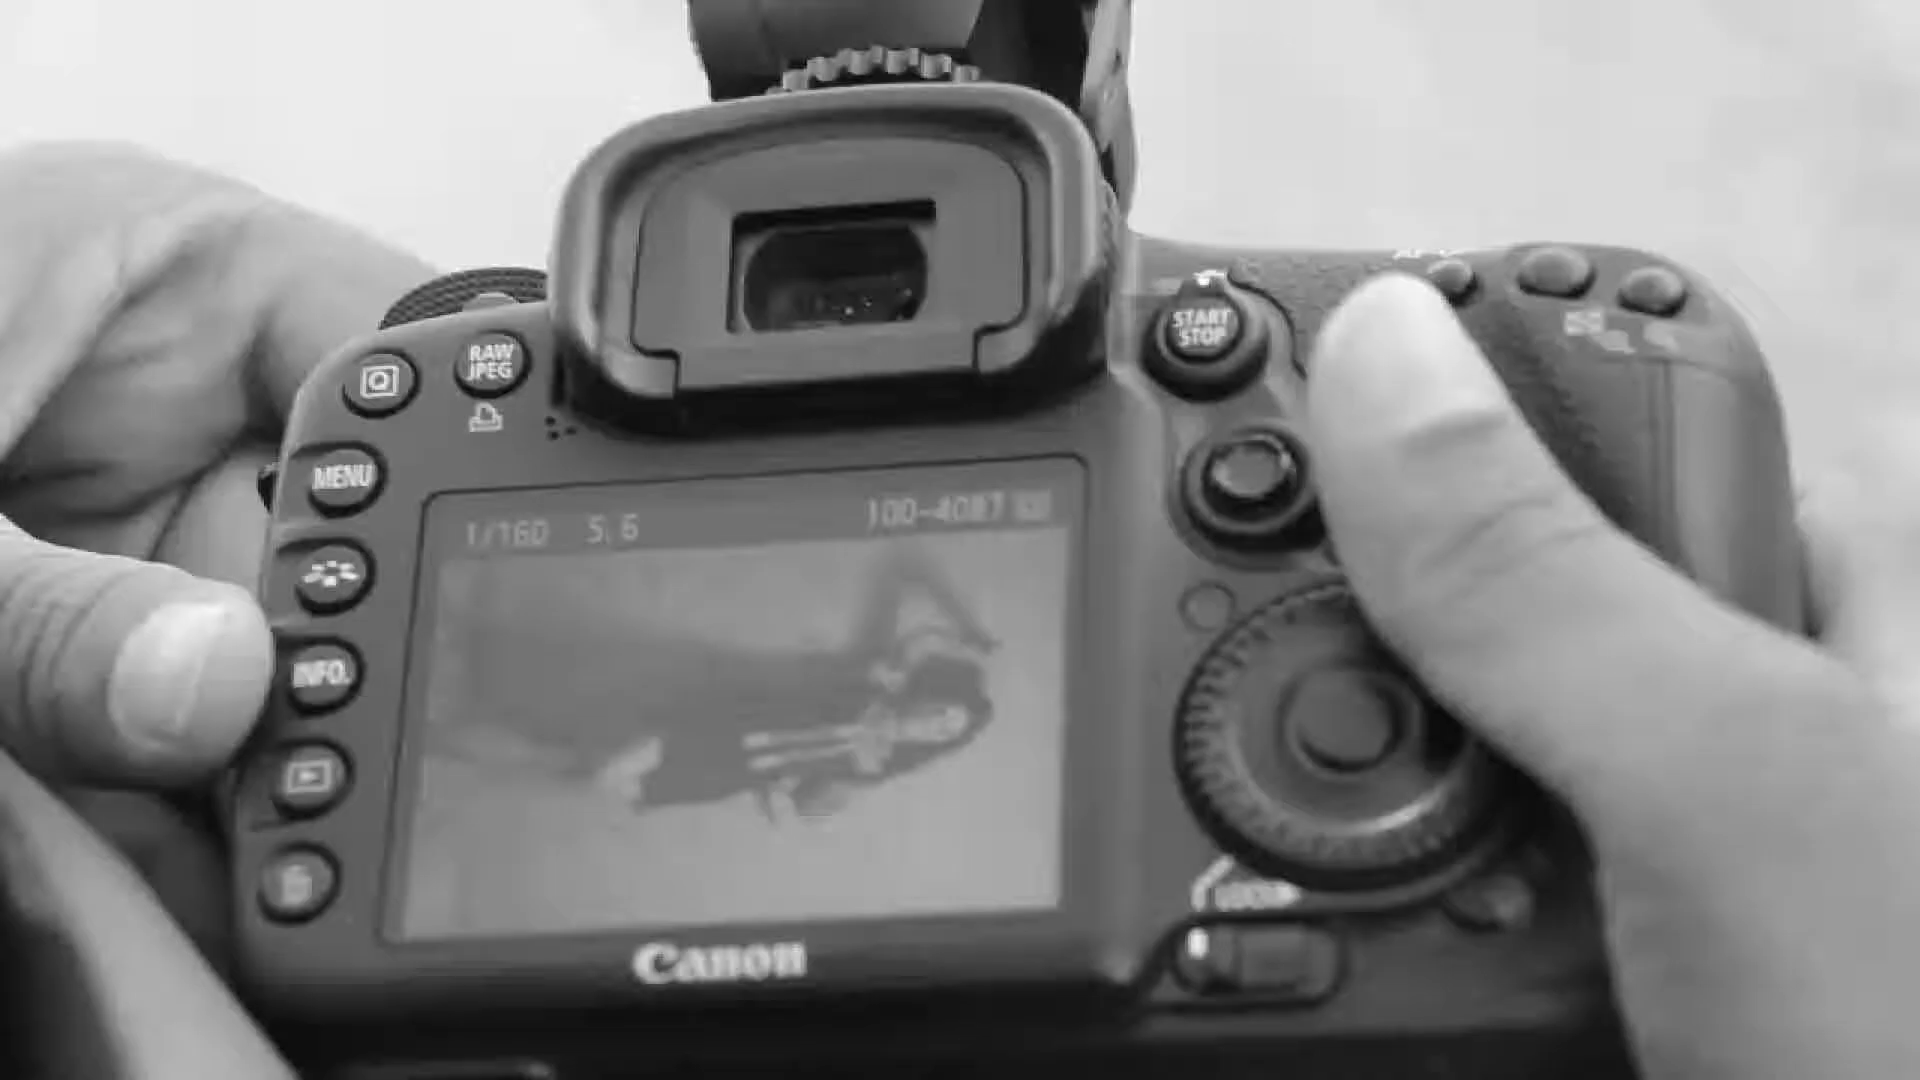 START
STOP
RAW
JPEG
MENU
1/160 5.6 100-4087
INFO.
Canon